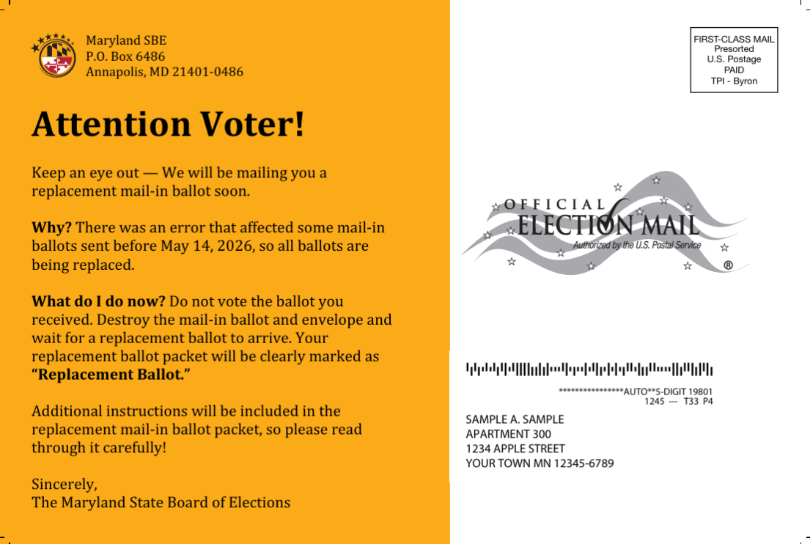 Maryland SBE
P.O. Box 6486
Annapolis, MD 21401-0486
Attention Voter!
Keep an eye out — We will be mailing you a
replacement mail-in ballot soon.
Why? There was an error that affected some mail-in
ballots sent before May 14, 2026, so all ballots are
being replaced.
What do I do now? Do not vote the ballot you
received. Destroy the mail-in ballot and envelope and
wait for a replacement ballot to arrive. Your
replacement ballot packet will be clearly marked as
“Replacement Ballot.”
Additional instructions will be included in the
replacement mail-in ballot packet, so please read
through it carefully!
Sincerely,
The Maryland State Board of Elections
FIRST-CLASS MAIL
Presorted
U.S. Postage
PAID
TPI - Byron
OFFICIAL
ELECTION MAIL
Authorized by the U.S. Postal Service
®
****************AUTO**5-DIGIT 19801
1245 — T33 P4
SAMPLE A. SAMPLE
APARTMENT 300
1234 APPLE STREET
YOUR TOWN MN 12345-6789